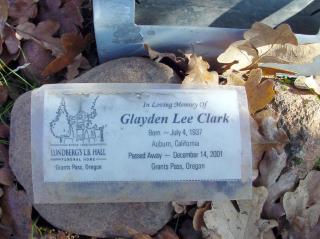 In Loving Memory Of
Glayden Lee Clark
Born — July 4, 1937
Auburn, California
Passed Away — December 14, 2001
Grants Pass, Oregon
LUNDBERG'S L.B. HALL
FUNERAL HOME
Grants Pass, Oregon